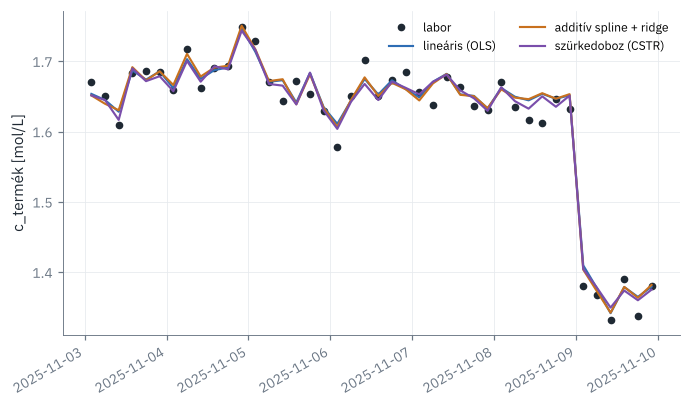 labor
lineáris (OLS)
additív spline + ridge
szürkedoboz (CSTR)
c_termék [mol/L]
1.7
1.6
1.5
1.4
2025-11-03
2025-11-04
2025-11-05
2025-11-06
2025-11-07
2025-11-08
2025-11-09
2025-11-10